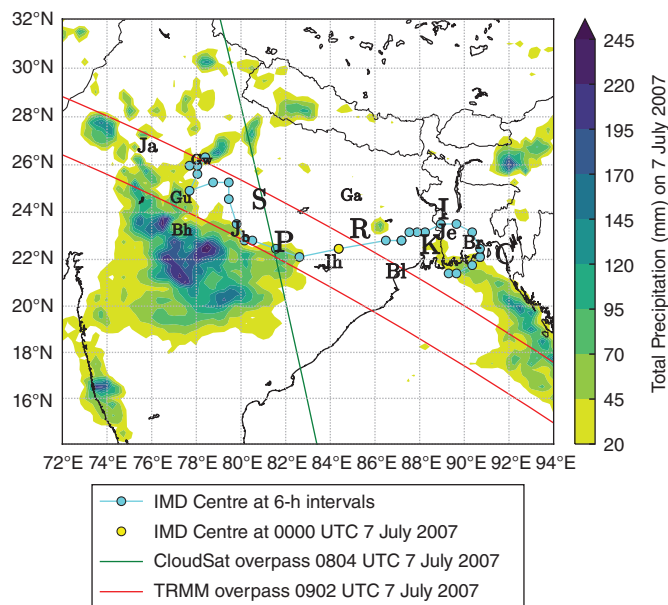 32°N
30°N
28°N
26°N
24°N
22°N
20°N
18°N
16°N
72°E 74°E 76°E 78°E 80°E 82°E 84°E 86°E 88°E 90°E 92°E 94°E
Ja
Gw
S
Ga
Gu
I
Bh
Jb
R
Je
Br
P
K
C
Jh
Bl
245
220
195
170
145
120
95
70
45
20
Total Precipitation (mm) on 7 July 2007
IMD Centre at 6-h intervals
IMD Centre at 0000 UTC 7 July 2007
CloudSat overpass 0804 UTC 7 July 2007
TRMM overpass 0902 UTC 7 July 2007